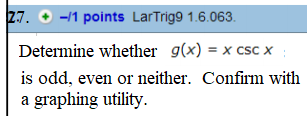 27. + –/1 points LarTrig9 1.6.063.
Determine whether g(x) = x csc x
is odd, even or neither. Confirm with
a graphing utility.